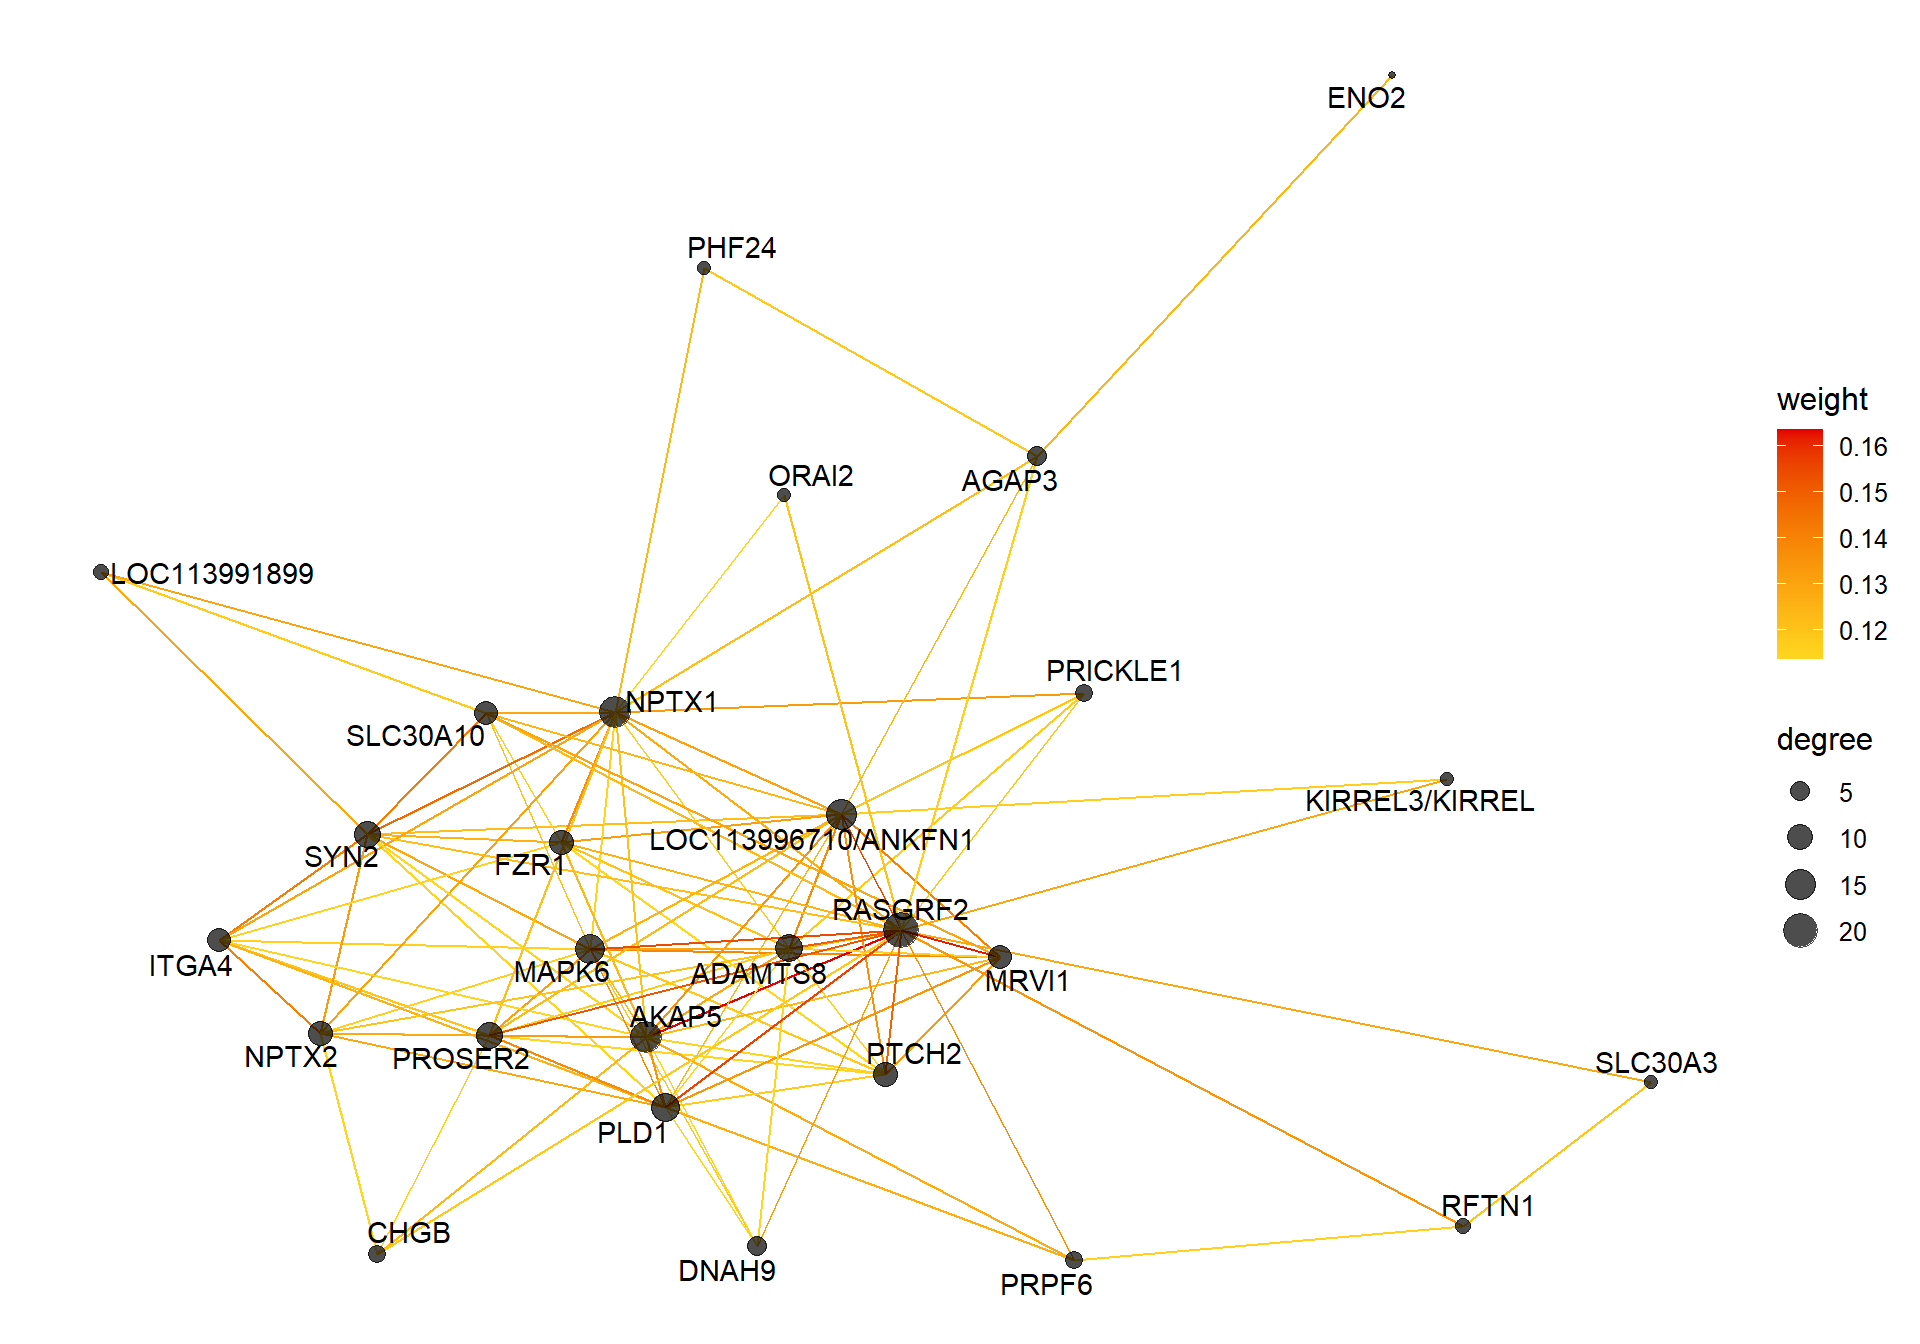 ENO2
PHF24
AGAP3
ORAI2
LOC113991899
PRICKLE1
NPTX1
SLC30A10
KIRREL3/KIRREL
LOC113996710/ANKFN1
SYN2
FZR1
RASGRF2
ITGA4
MAPK6
ADAMTS8
MRVI1
AKAP5
NPTX2
PROSER2
PTCH2
SLC30A3
PLD1
RFTN1
CHGB
DNAH9
PRPF6
weight
0.16
0.15
0.14
0.13
0.12
degree
5
10
15
20